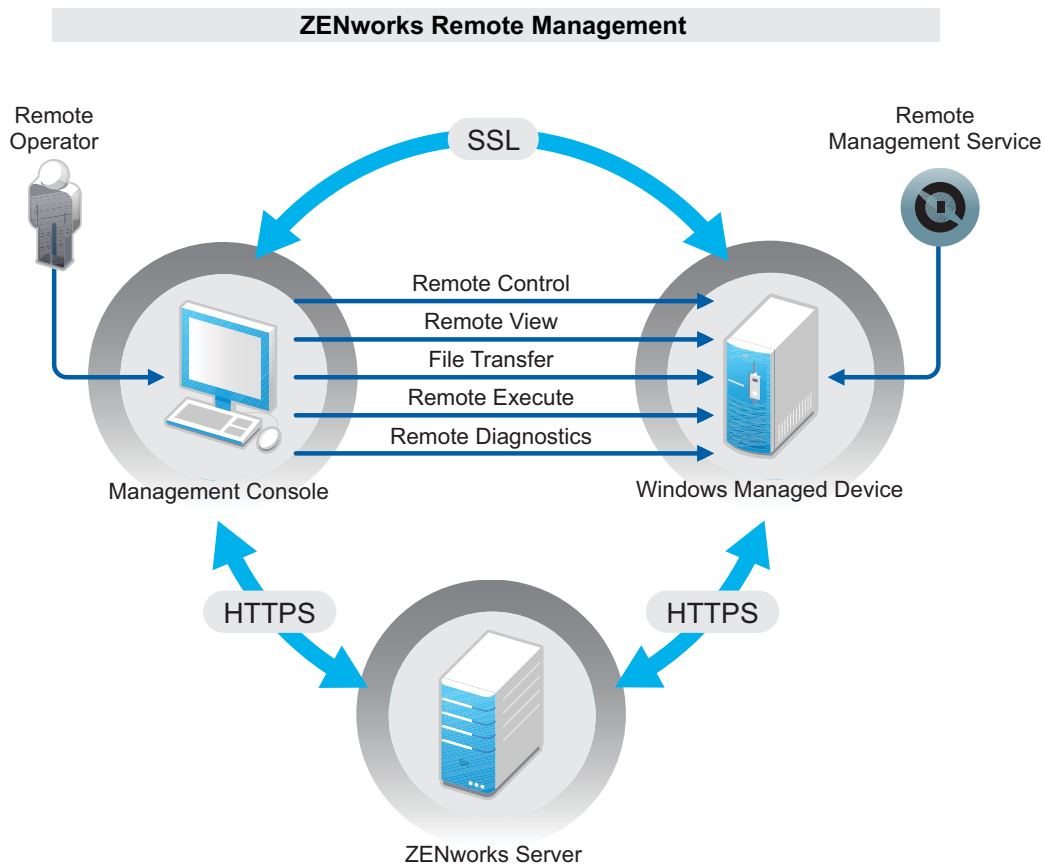 ZENworks Remote Management
Remote
Operator
SSL
Remote
Management Service
Remote Control
Remote View
File Transfer
Remote Execute
Remote Diagnostics
Management Console
Windows Managed Device
HTTPS
HTTPS
ZENworks Server